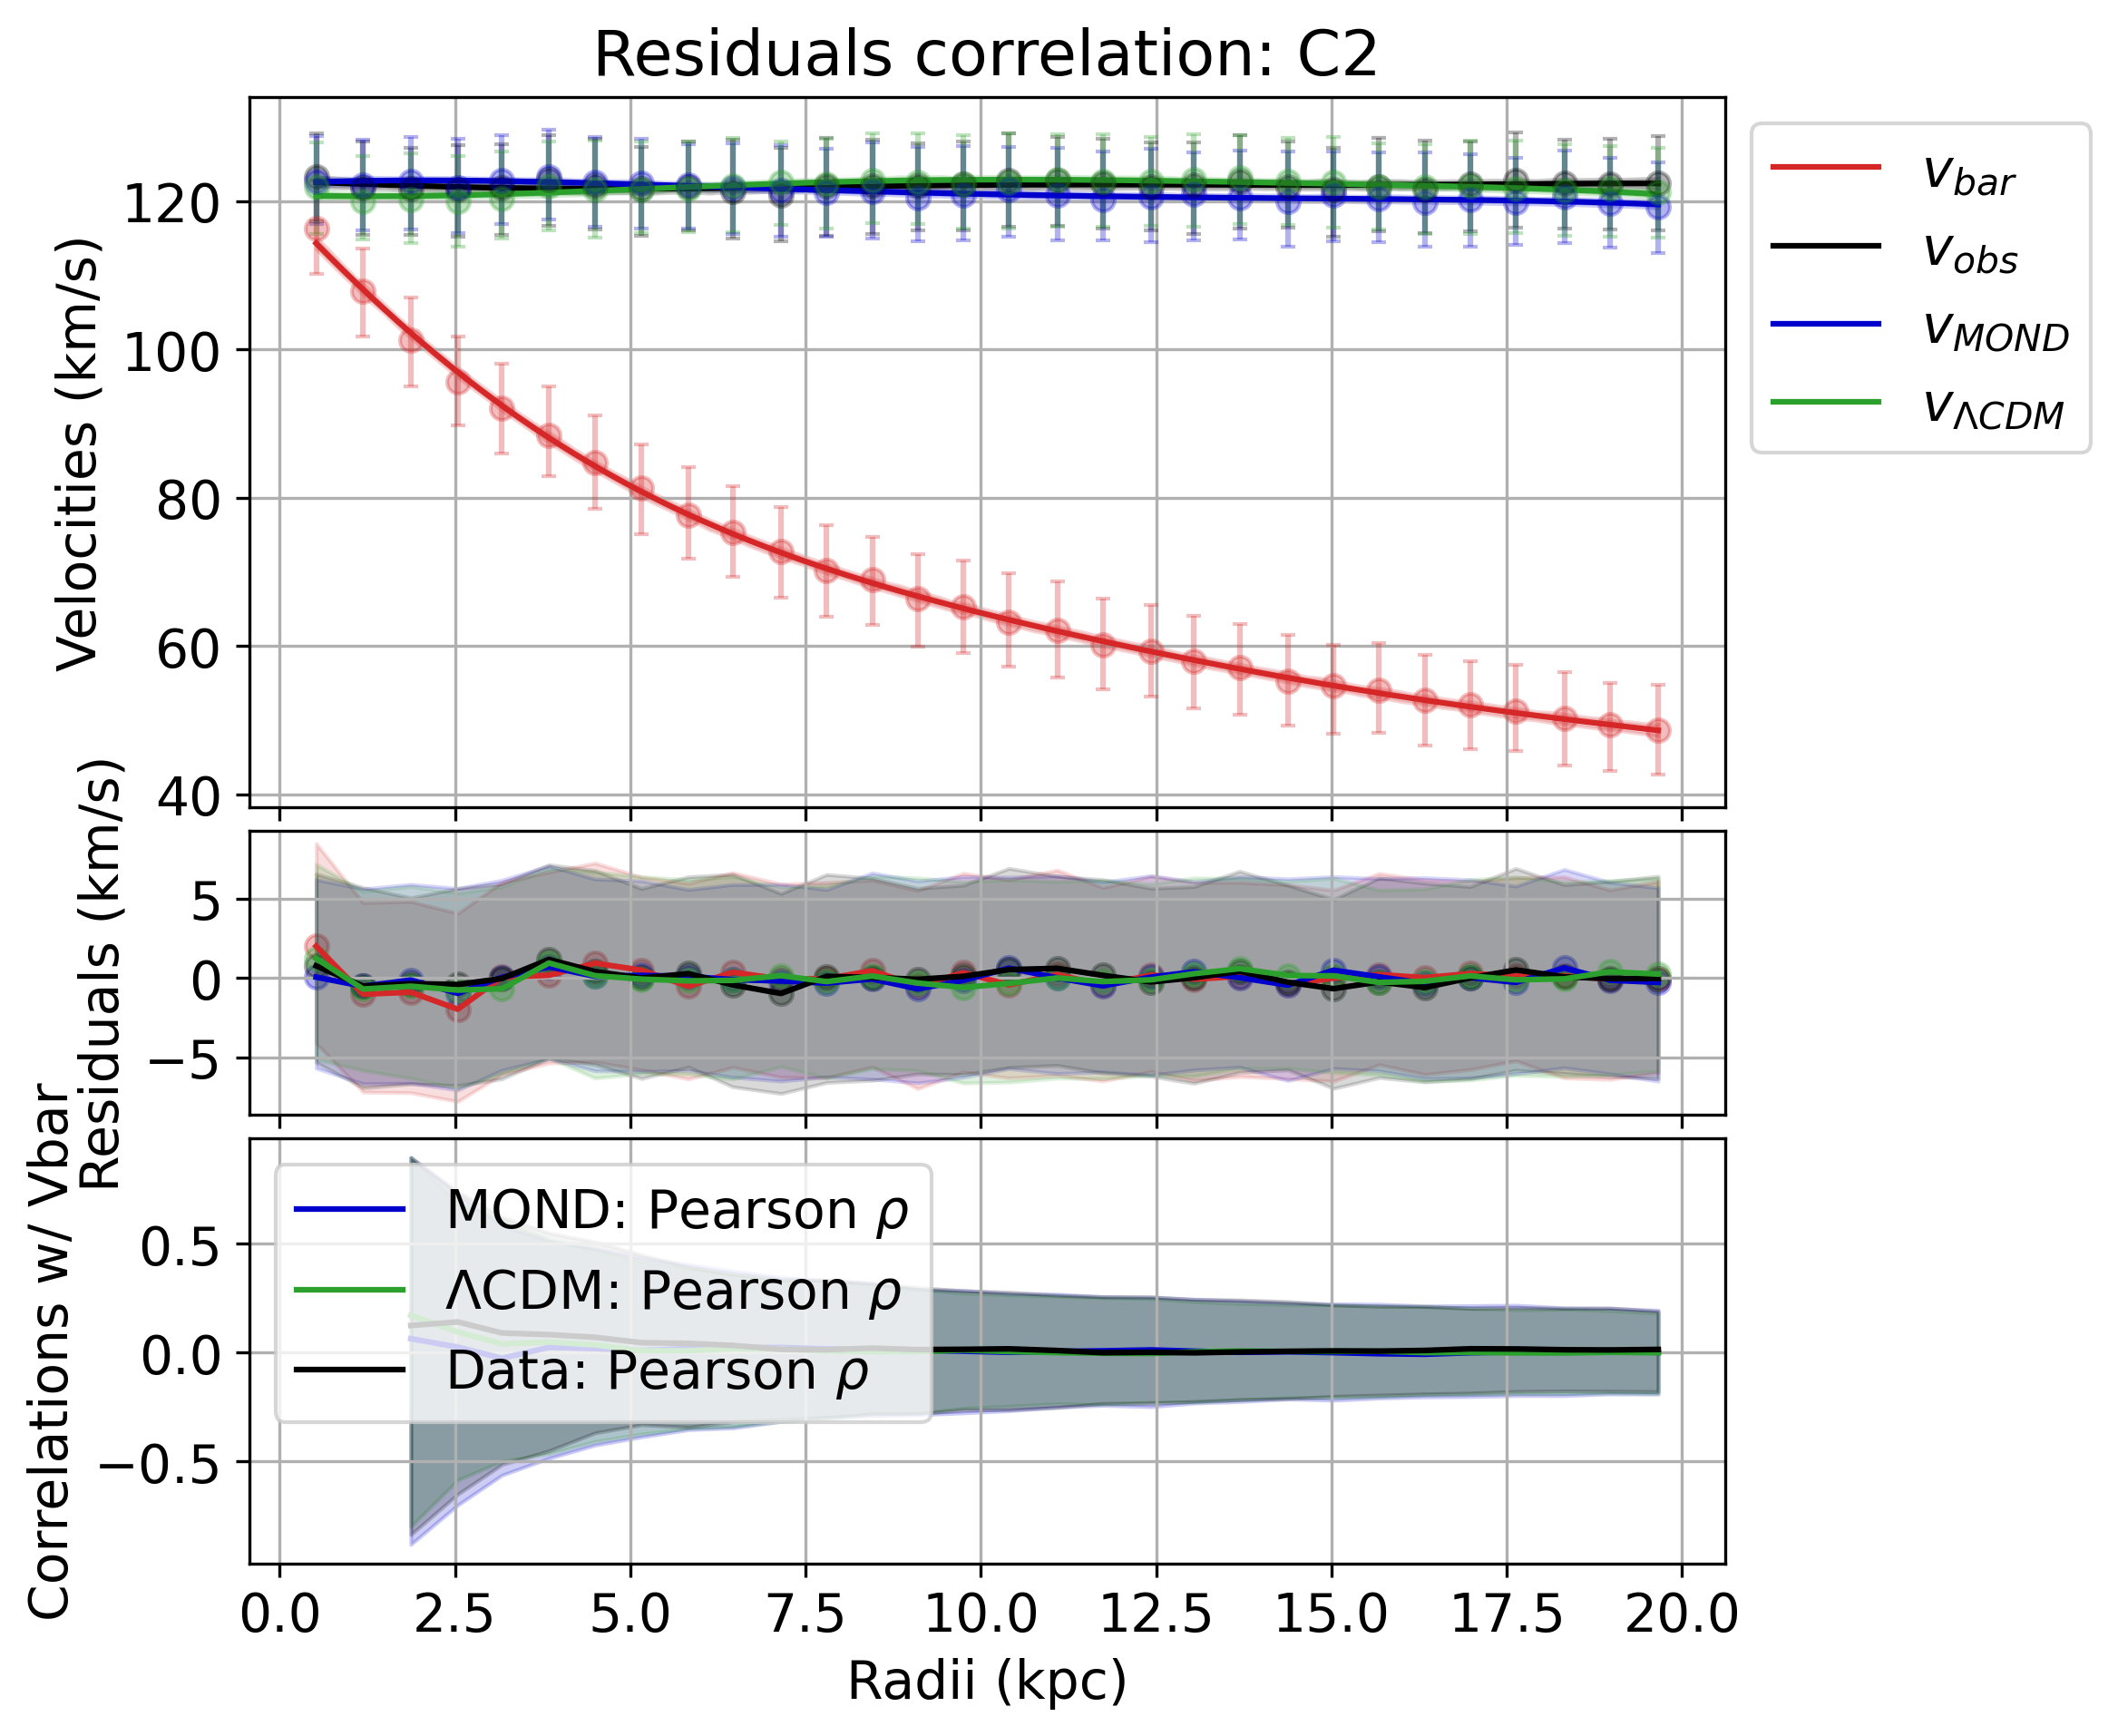 Residuals correlation: C2
Velocities (km/s)
120
100
80
60
40
v_bar
v_obs
v_MOND
v_ΛCDM
Residuals (km/s)
5
0
−5
Correlations w/ Vbar
0.5
0.0
−0.5
MOND: Pearson ρ
ΛCDM: Pearson ρ
Data: Pearson ρ
0.0 2.5 5.0 7.5 10.0 12.5 15.0 17.5 20.0
Radii (kpc)